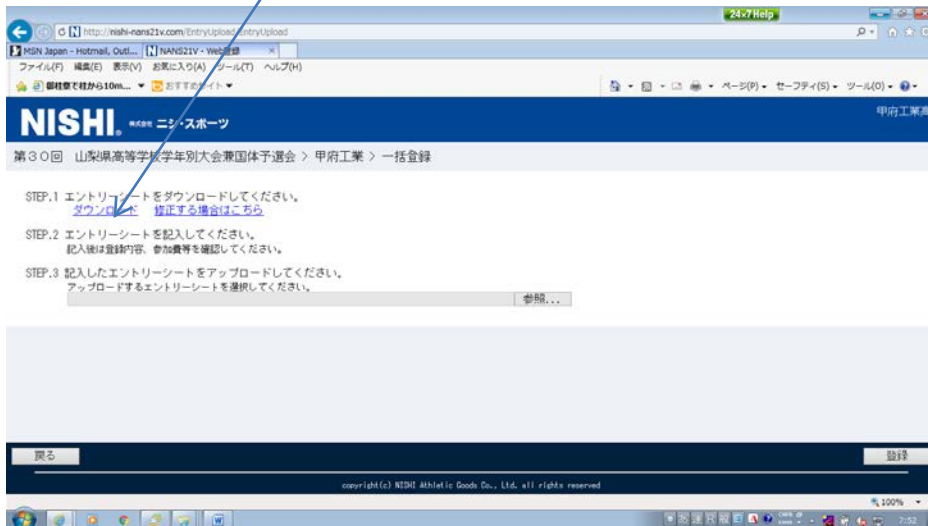 24×7 Help
http://nishi-nans21v.com/EntryUpload/EntryUpload
MSN Japan - Hotmail, Outl... NANS21V - Web登録
ファイル(F) 編集(E) 表示(V) お気に入り(A) ツール(T) ヘルプ(H)
御柱祭で柱から10m... おすすめサイト ページ(P) セーフティ(S) ツール(O)
NISHI 株式会社 ニシ・スポーツ
甲府工業高
第30回 山梨県高等学校学年別大会兼国体予選会 > 甲府工業 > 一括登録
STEP.1 エントリーシートをダウンロードしてください。
ダウンロード 修正する場合はこちら
STEP.2 エントリーシートを記入してください。
記入後は登録内容、参加費等を確認してください。
STEP.3 記入したエントリーシートをアップロードしてください。
アップロードするエントリーシートを選択してください。
参照...
戻る 登録
copyright(c) NISHI Athletic Goods Co., Ltd. all rights reserved
100%
7:52